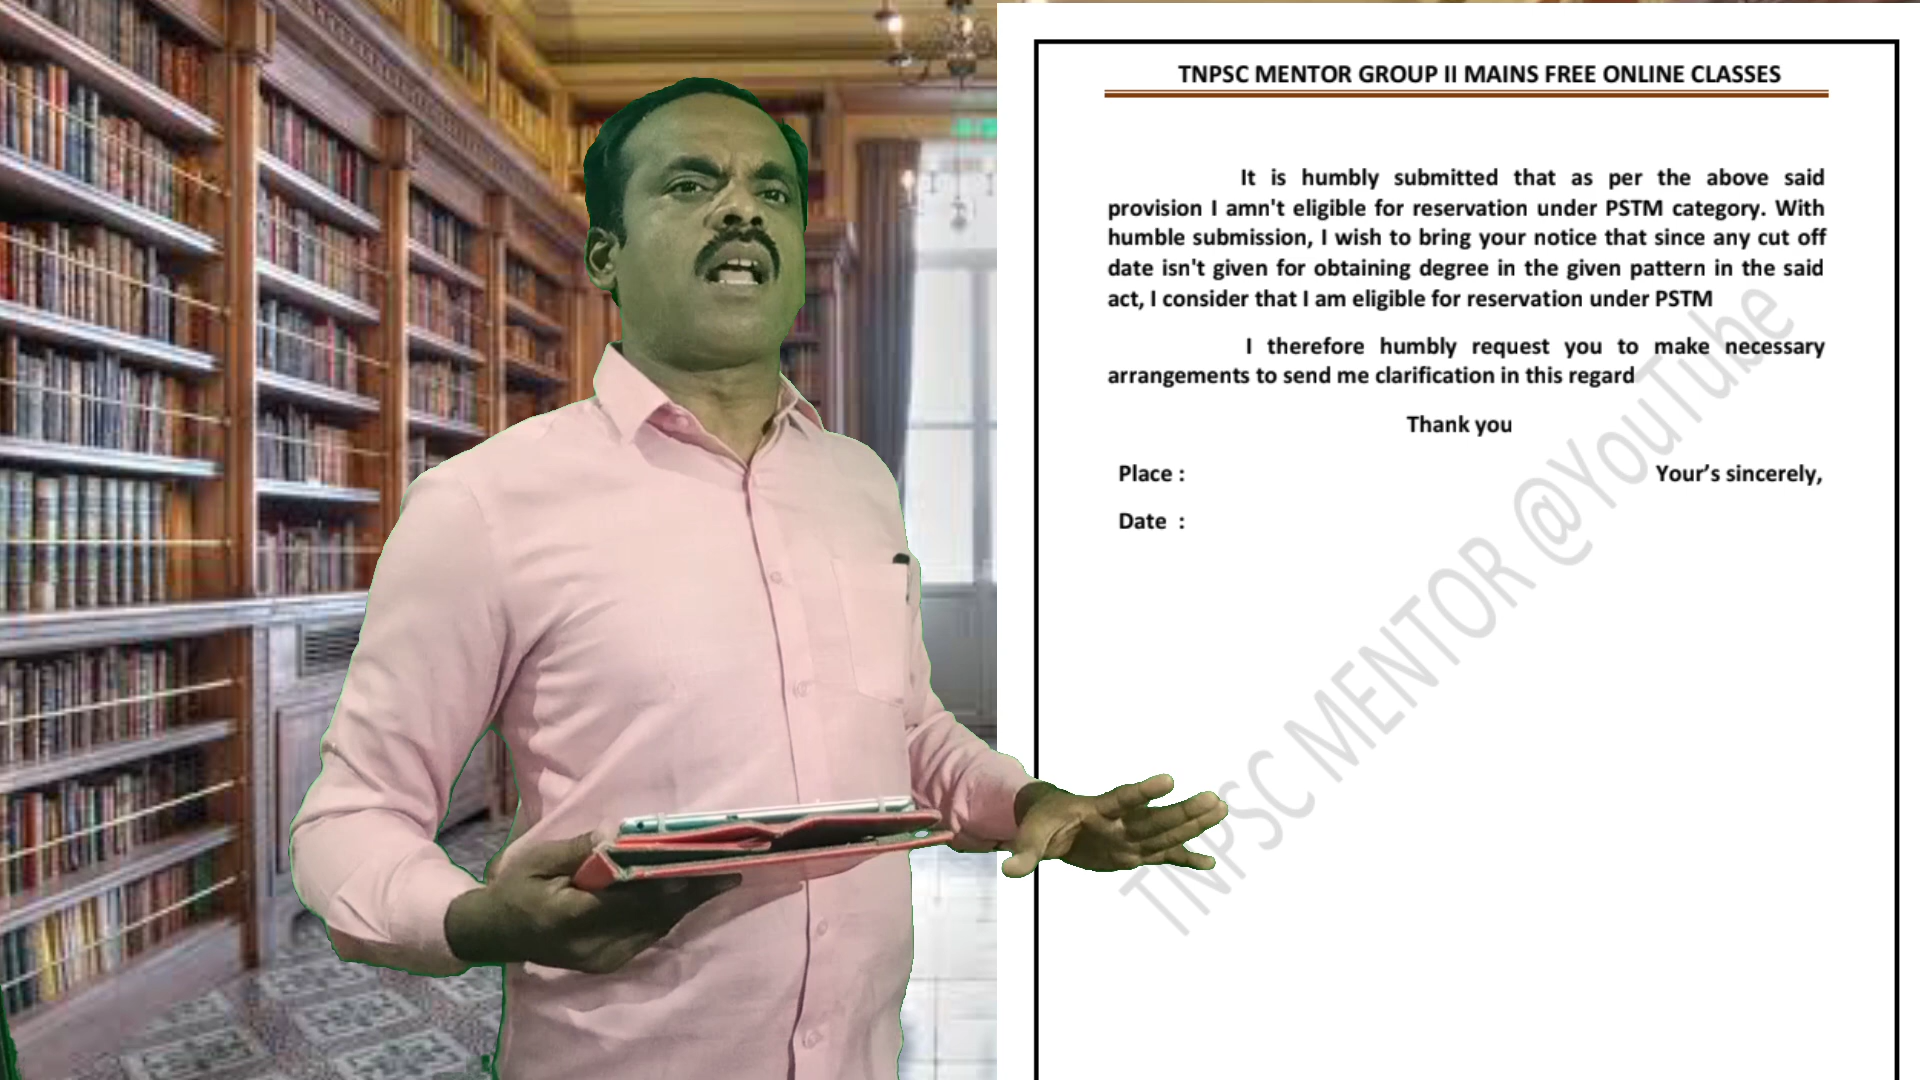 TNPSC MENTOR GROUP II MAINS FREE ONLINE CLASSES
It is humbly submitted that as per the above said
provision I amn't eligible for reservation under PSTM category. With
humble submission, I wish to bring your notice that since any cut off
date isn't given for obtaining degree in the given pattern in the said
act, I consider that I am eligible for reservation under PSTM
I therefore humbly request you to make necessary
arrangements to send me clarification in this regard
Thank you
Place : Your’s sincerely,
Date :
TNPSC MENTOR @YouTube